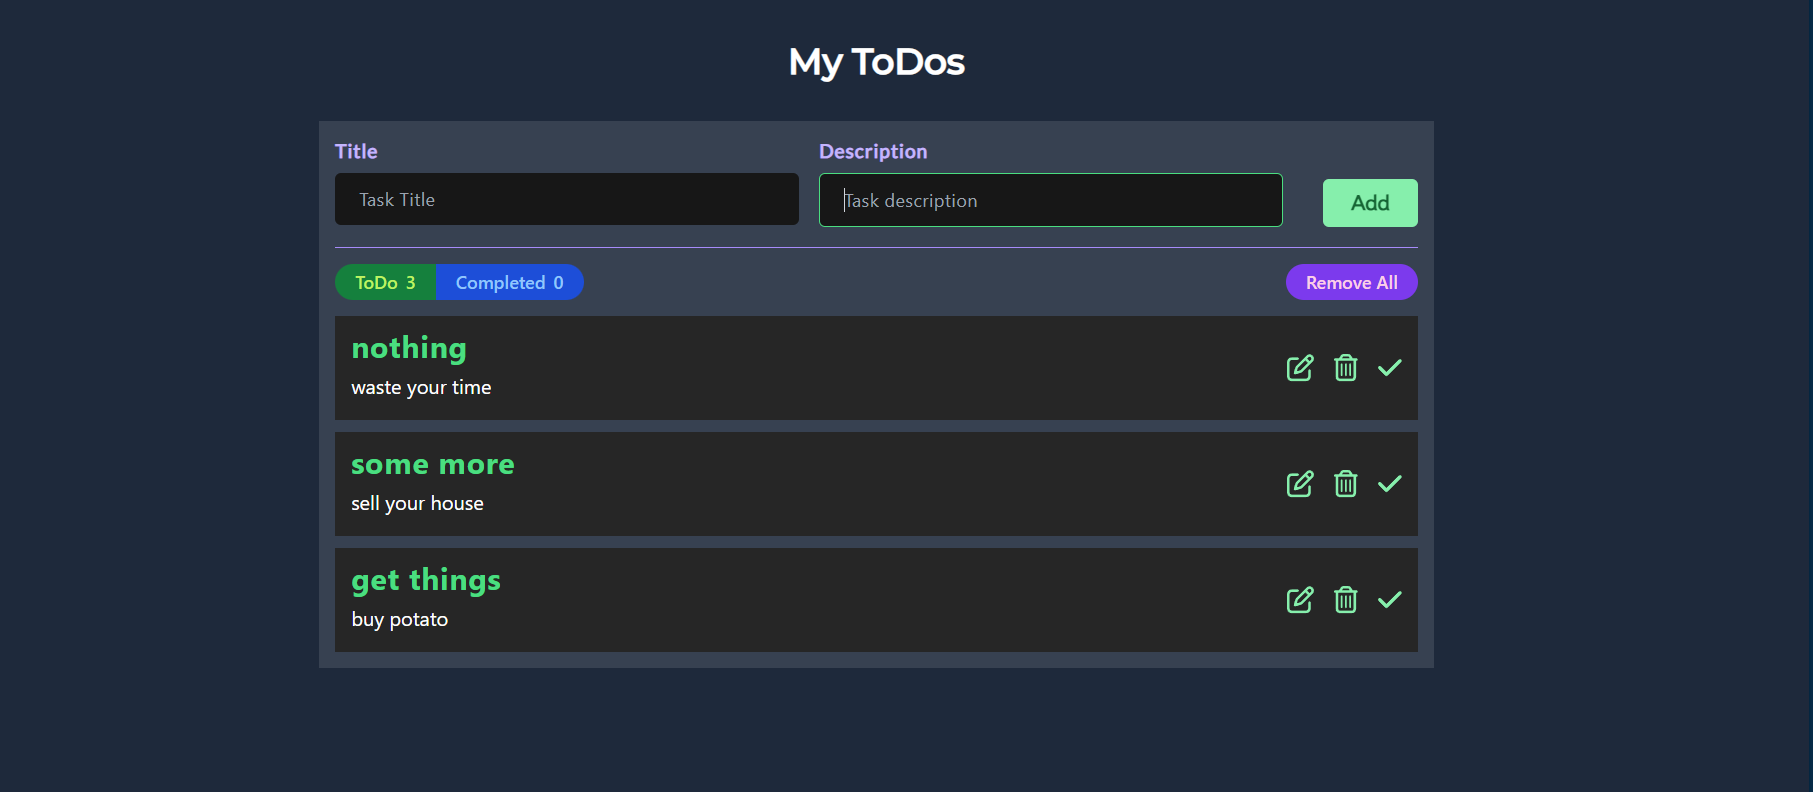 My ToDos
Title
Description
Task Title
Task description
Add
ToDo 3
Completed 0
Remove All
nothing
waste your time
some more
sell your house
get things
buy potato